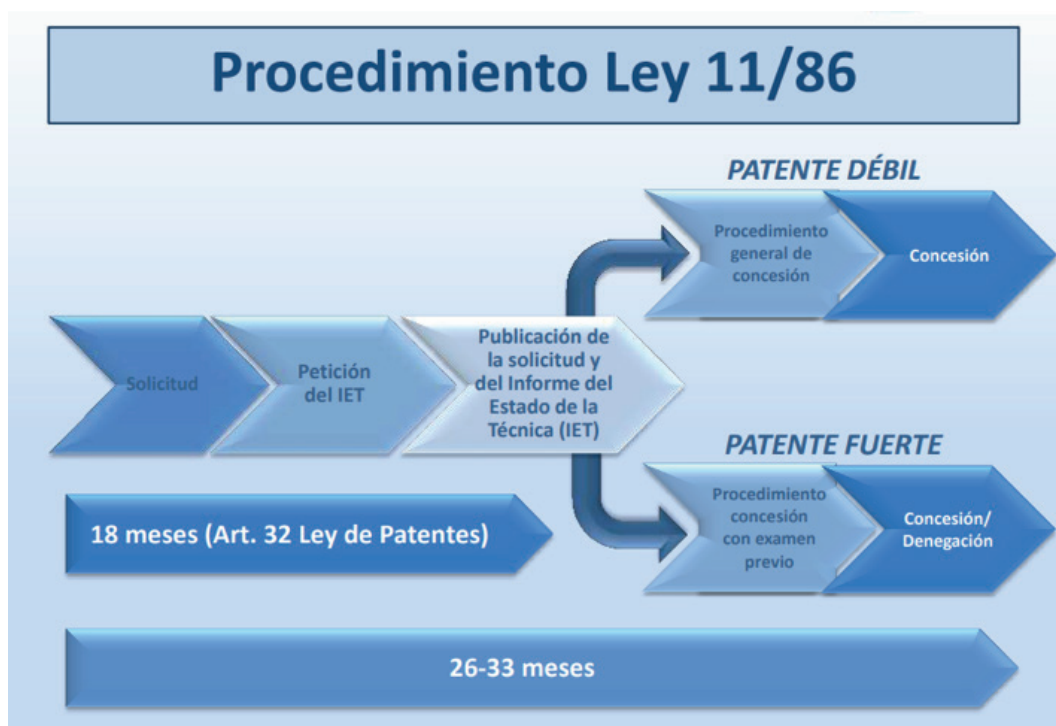 Procedimiento Ley 11/86
PATENTE DÉBIL
Procedimiento
general de
concesión
Concesión
Solicitud
Petición
del IET
Publicación de
la solicitud y
del Informe del
Estado de la
Técnica (IET)
PATENTE FUERTE
Procedimiento
concesión
con examen
previo
Concesión/
Denegación
18 meses (Art. 32 Ley de Patentes)
26-33 meses